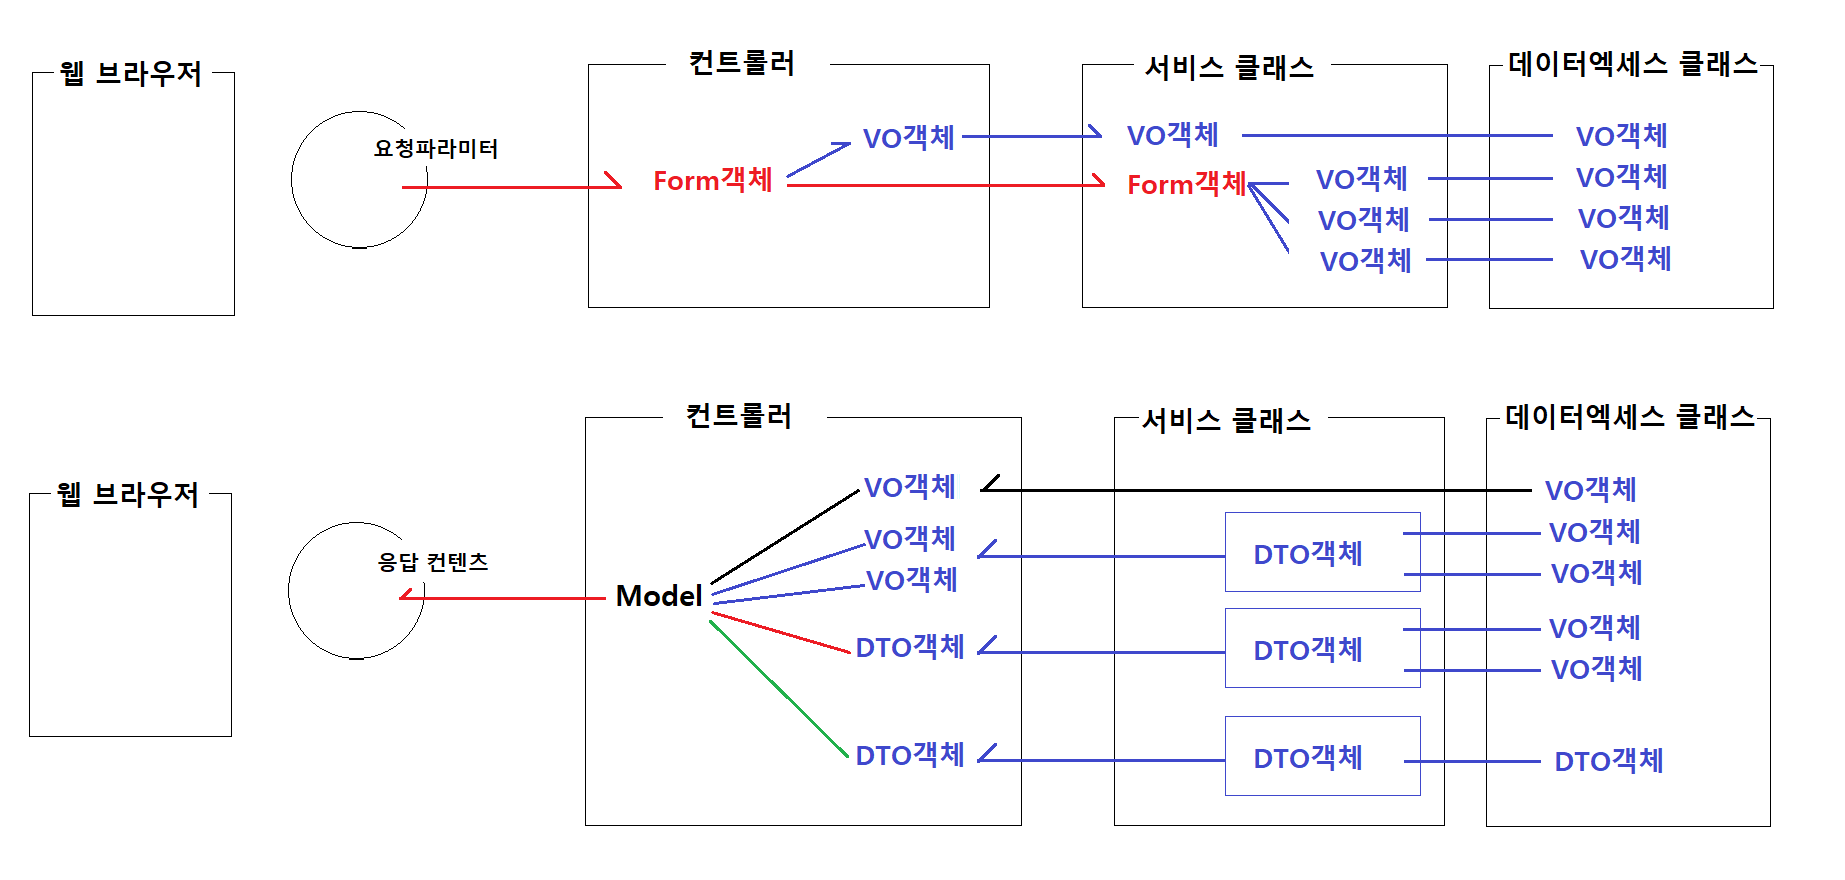 웹 브라우저
컨트롤러
서비스 클래스
데이터엑세스 클래스
요청파라미터
Form객체
VO객체
VO객체
Form객체
VO객체
VO객체
VO객체
VO객체
VO객체
VO객체
VO객체
웹 브라우저
컨트롤러
서비스 클래스
데이터엑세스 클래스
응답 컨텐츠
Model
VO객체
VO객체
VO객체
DTO객체
DTO객체
DTO객체
DTO객체
DTO객체
VO객체
VO객체
VO객체
VO객체
VO객체
DTO객체